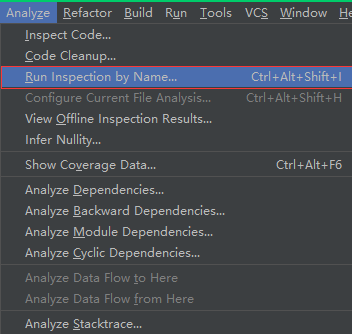 Analyze Refactor Build Run Tools VCS Window He
Inspect Code...
Code Cleanup...
Run Inspection by Name... Ctrl+Alt+Shift+I
Configure Current File Analysis... Ctrl+Alt+Shift+H
View Offline Inspection Results...
Infer Nullity...
Show Coverage Data... Ctrl+Alt+F6
Analyze Dependencies...
Analyze Backward Dependencies...
Analyze Module Dependencies...
Analyze Cyclic Dependencies...
Analyze Data Flow to Here
Analyze Data Flow from Here
Analyze Stacktrace...